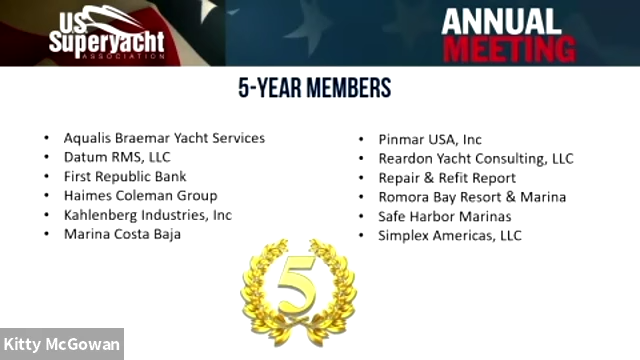 US
Superyacht
ASSOCIATION
ANNUAL
MEETING
5-YEAR MEMBERS
• Aqualis Braemar Yacht Services
• Datum RMS, LLC
• First Republic Bank
• Haimes Coleman Group
• Kahlenberg Industries, Inc
• Marina Costa Baja
• Pinmar USA, Inc
• Reardon Yacht Consulting, LLC
• Repair & Refit Report
• Romora Bay Resort & Marina
• Safe Harbor Marinas
• Simplex Americas, LLC
5
Kitty McGowan